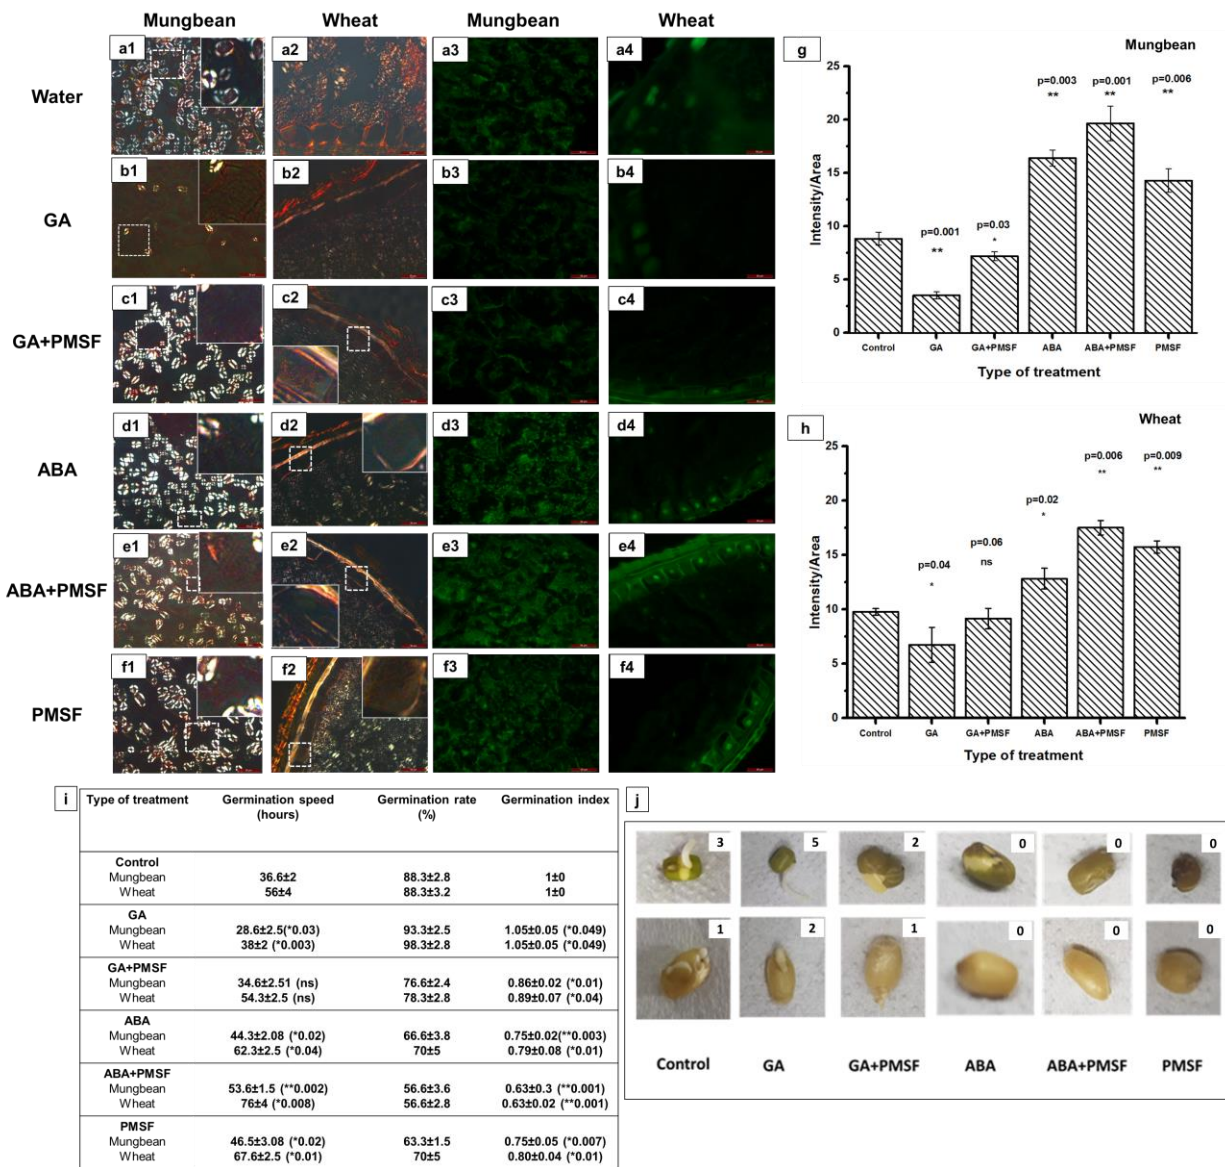 Mungbean Wheat Mungbean Wheat
Water
a1 a2 a3 a4
GA
b1 b2 b3 b4
GA+PMSF
c1 c2 c3 c4
ABA
d1 d2 d3 d4
ABA+PMSF
e1 e2 e3 e4
PMSF
f1 f2 f3 f4
g Mungbean
25
20
15
10
5
0
Intensity/Area
p=0.001
**
p=0.03
*
p=0.003
**
p=0.001
**
p=0.006
**
Control GA GA+PMSF ABA ABA+PMSF PMSF
Type of treatment
h Wheat
25
20
15
10
5
0
Intensity/Area
p=0.04
*
p=0.06
ns
p=0.02
*
p=0.006
**
p=0.009
**
Control GA GA+PMSF ABA ABA+PMSF PMSF
Type of treatment
i
Type of treatment Germination speed Germination rate Germination index
(hours) (%)
Control
Mungbean 36.6±2 88.3±2.8 1±0
Wheat 56±4 88.3±3.2 1±0
GA
Mungbean 28.6±2.5(*0.03) 93.3±2.5 1.05±0.05 (*0.049)
Wheat 38±2 (*0.003) 98.3±2.8 1.05±0.05 (*0.049)
GA+PMSF
Mungbean 34.6±2.51 (ns) 76.6±2.4 0.86±0.02 (*0.01)
Wheat 54.3±2.5 (ns) 78.3±2.8 0.89±0.07 (*0.04)
ABA
Mungbean 44.3±2.08 (*0.02) 66.6±3.8 0.75±0.02(**0.003)
Wheat 62.3±2.5 (*0.04) 70±5 0.79±0.08 (*0.01)
ABA+PMSF
Mungbean 53.6±1.5 (**0.002) 56.6±3.6 0.63±0.3 (**0.001)
Wheat 76±4 (*0.008) 56.6±2.8 0.63±0.02 (**0.001)
PMSF
Mungbean 46.5±3.08 (*0.02) 63.3±1.5 0.75±0.05 (*0.007)
Wheat 67.6±2.5 (*0.01) 70±5 0.80±0.04 (*0.01)
j
3 5 2 0 0 0
1 2 1 0 0 0
Control GA GA+PMSF ABA ABA+PMSF PMSF